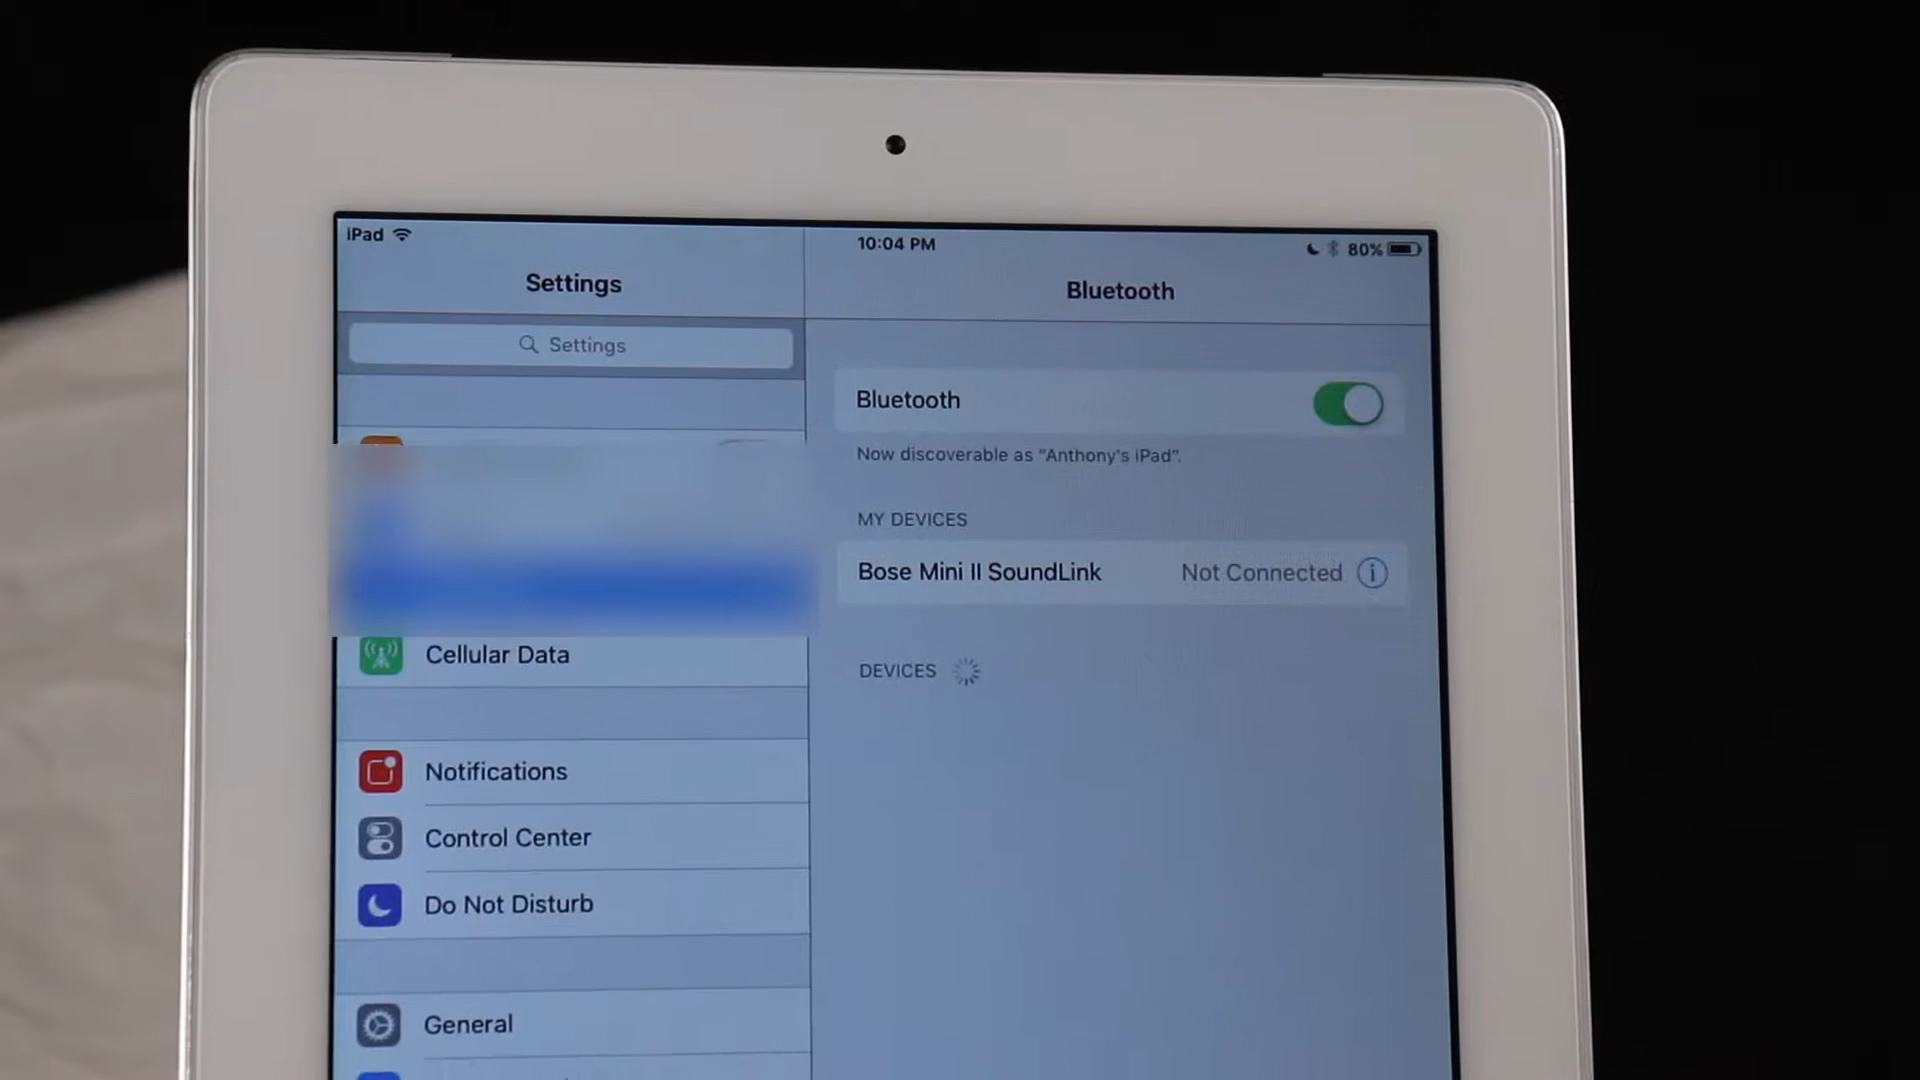 iPad
10:04 PM
80%
Settings
Settings
Cellular Data
Notifications
Control Center
Do Not Disturb
General
Bluetooth
Bluetooth
Now discoverable as “Anthony's iPad”.
MY DEVICES
Bose Mini II SoundLink Not Connected
DEVICES